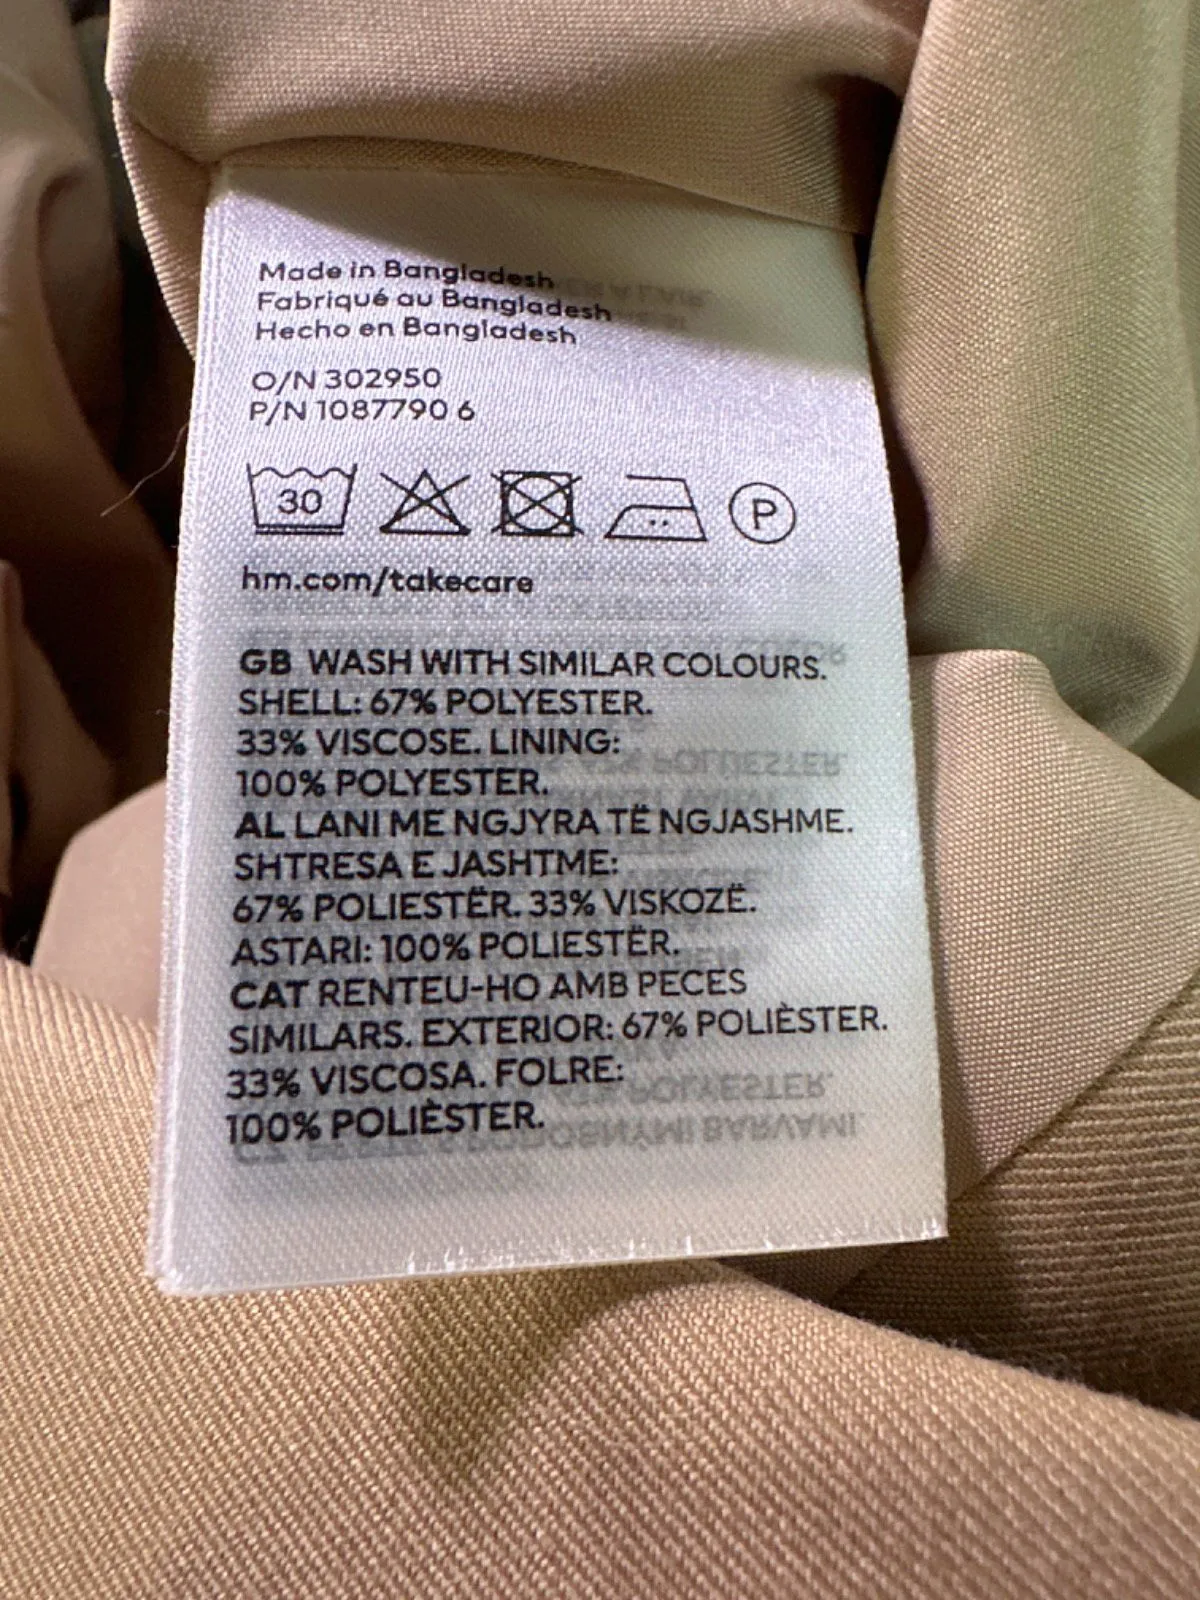 Made in Bangladesh
Fabriqué au Bangladesh
Hecho en Bangladesh
O/N 302950
P/N 1087790 6
30 P
hm.com/takecare
GB WASH WITH SIMILAR COLOURS.
SHELL: 67% POLYESTER.
33% VISCOSE. LINING:
100% POLYESTER.
AL LANI ME NGJYRA TË NGJASHME.
SHTRESA E JASHTME:
67% POLIESTËR. 33% VISKOZË.
ASTARI: 100% POLIESTËR.
CAT RENTEU-HO AMB PECES
SIMILARS. EXTERIOR: 67% POLIÈSTER.
33% VISCOSA. FOLRE:
100% POLIÈSTER.